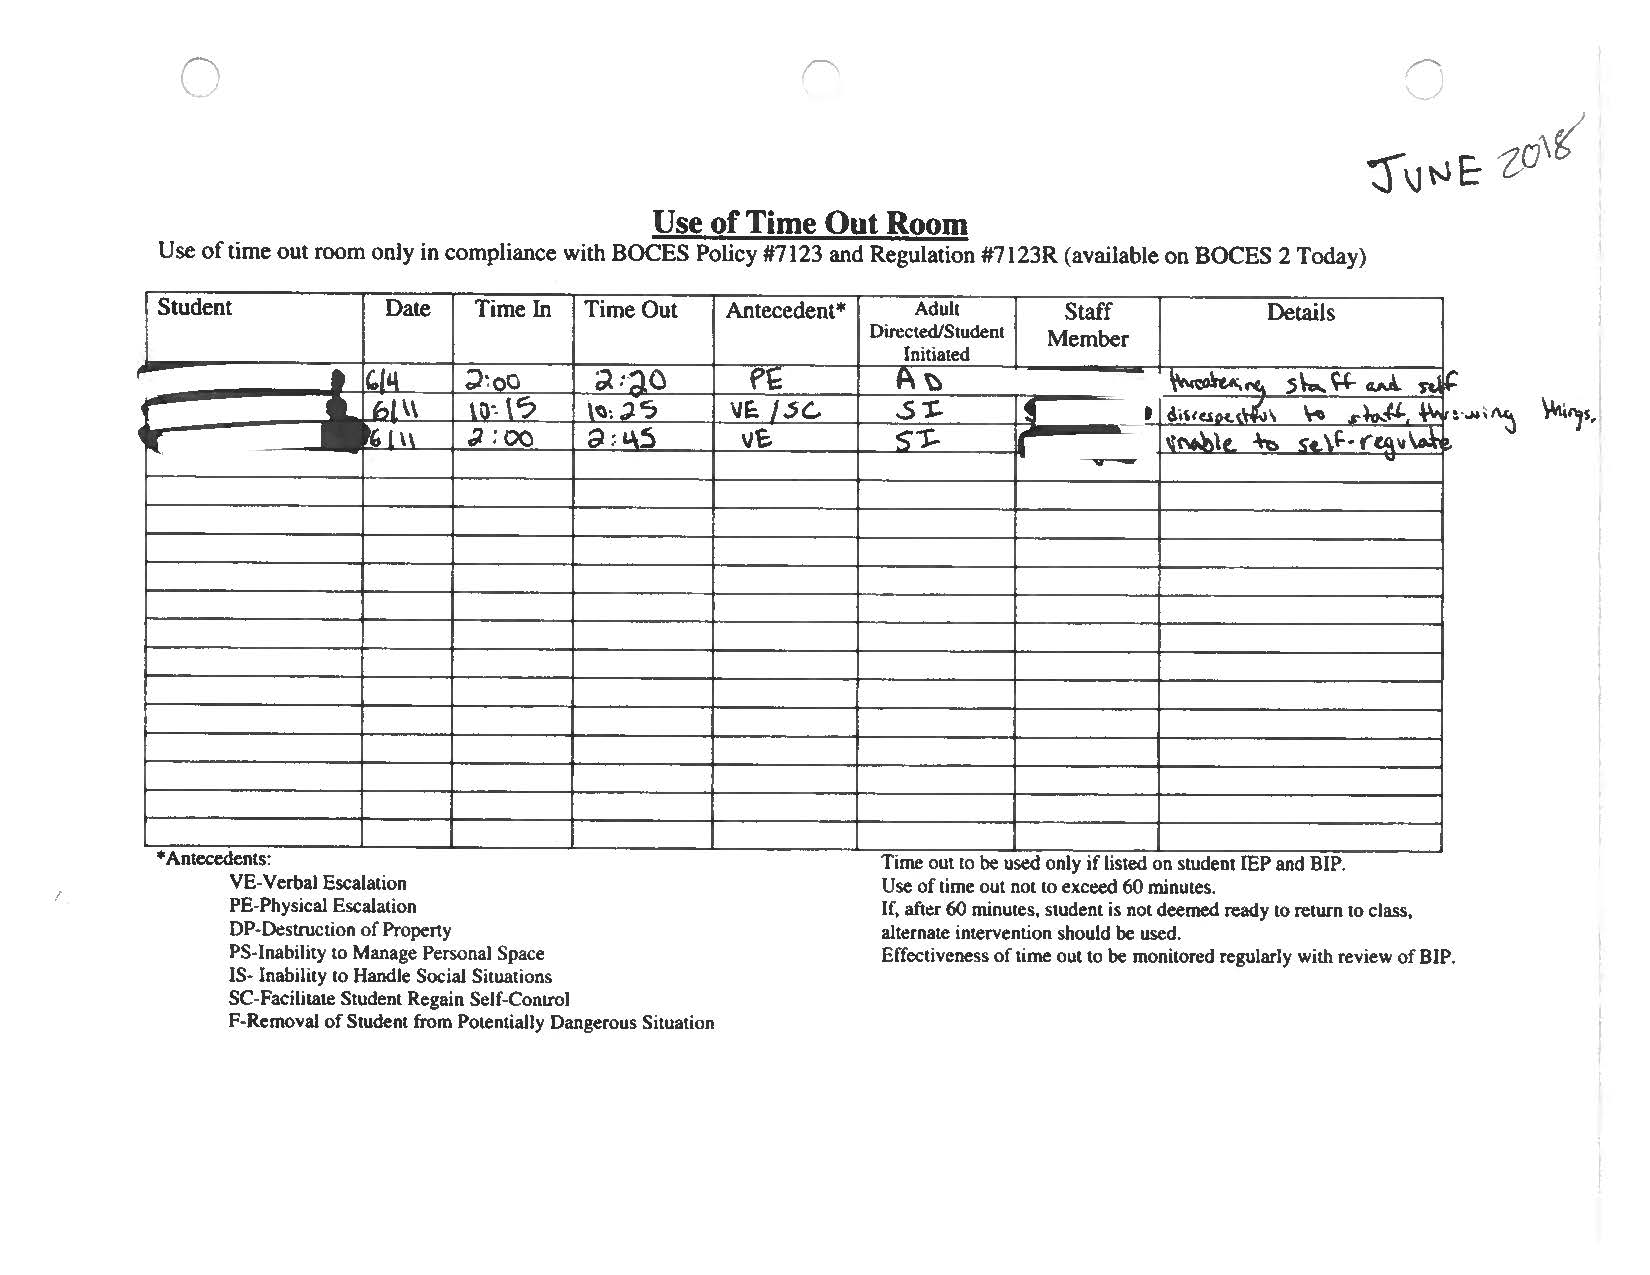 JUNE 2018
Use of Time Out Room
Use of time out room only in compliance with BOCES Policy #7123 and Regulation #7123R (available on BOCES 2 Today)
Student Date Time In Time Out Antecedent* Adult Directed/Student Initiated Staff Member Details
6/4 2:00 2:20 PE AD threatening staff and self
6/11 10:15 10:25 VE/SC SI disrespectful to staff, throwing things.
6/11 2:00 2:45 VE SI unable to self-regulate
*Antecedents:
VE-Verbal Escalation
PE-Physical Escalation
DP-Destruction of Property
PS-Inability to Manage Personal Space
IS- Inability to Handle Social Situations
SC-Facilitate Student Regain Self-Control
F-Removal of Student from Potentially Dangerous Situation
Time out to be used only if listed on student IEP and BIP.
Use of time out not to exceed 60 minutes.
If, after 60 minutes, student is not deemed ready to return to class,
alternate intervention should be used.
Effectiveness of time out to be monitored regularly with review of BIP.